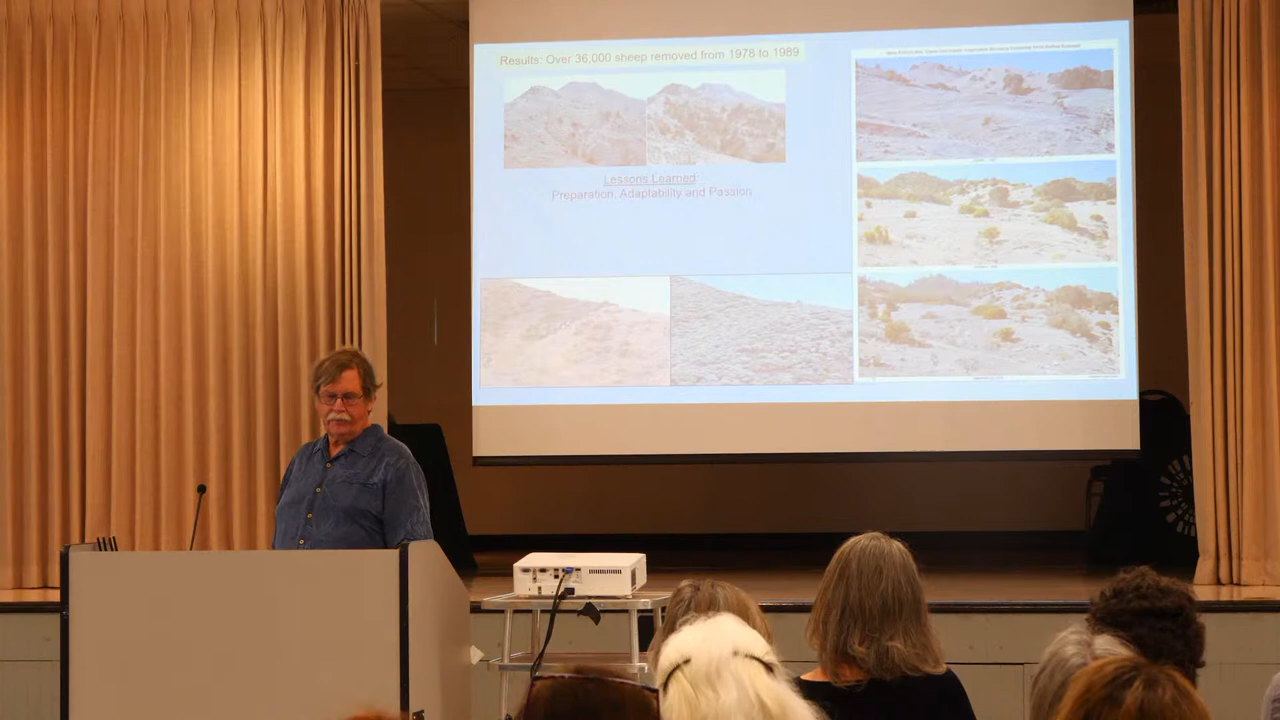 Results: Over 36,000 sheep removed from 1978 to 1989
Lessons Learned
Preparation, Adaptability and Passion